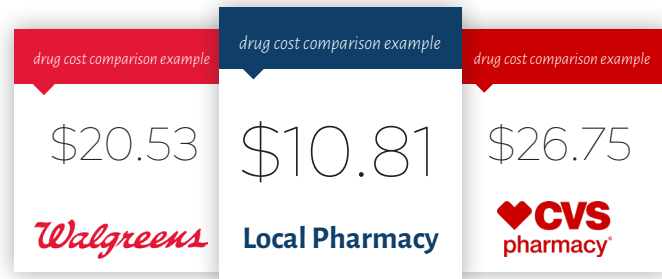 drug cost comparison example
$20.53
Walgreens
drug cost comparison example
$10.81
Local Pharmacy
drug cost comparison example
$26.75
CVS
pharmacy®